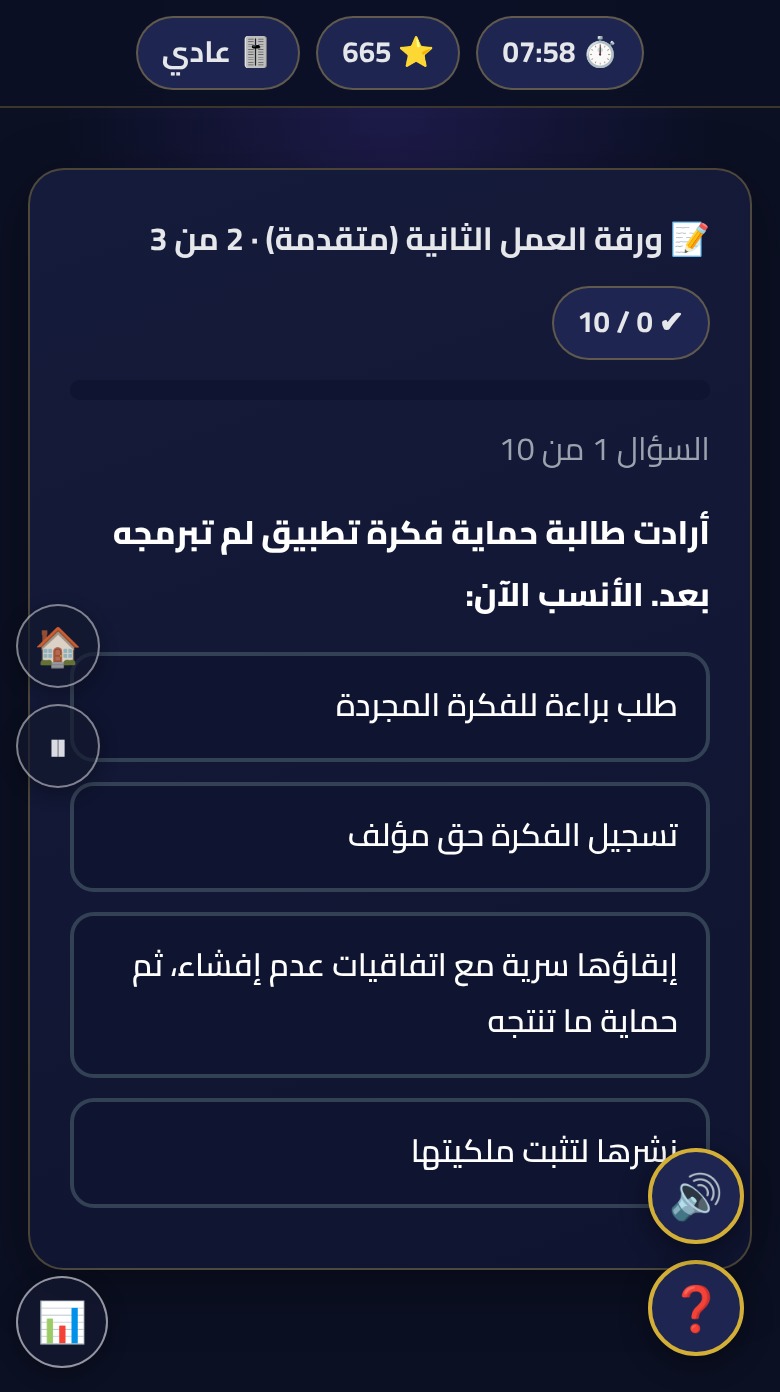 07:58
665
عادي
ورقة العمل الثانية (متقدمة) · 2 من 3
✔ 0 / 10
السؤال 1 من 10
أرادت طالبة حماية فكرة تطبيق لم تبرمجه
بعد. الأنسب الآن:
طلب براءة للفكرة المجردة
تسجيل الفكرة حق مؤلف
إبقاؤها سرية مع اتفاقيات عدم إفشاء، ثم
حماية ما تنتجه
نشرها لتثبت ملكيتها